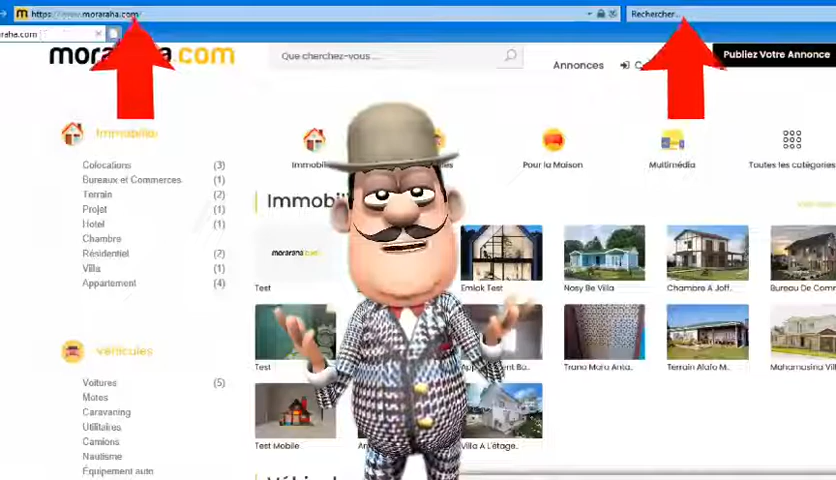 https://www.moraraha.com/
Rechercher...
raha.com
moraraha.com
Que cherchez-vous ...
Annonces
Publiez Votre Annonce
Immobilier
Colocations (3)
Bureaux et Commerces (1)
Terrain (2)
Projet (1)
Hotel (1)
Chambre
Résidentiel (2)
Villa (1)
Appartement (4)
Véhicules
Voitures (5)
Motos
Caravaning
Utilitaires
Camions
Nautisme
Équipement auto
Pour la Maison
Multimédia
Toutes les catégories
moraraha.com
Test
Emlak Test
Nosy Be Villa
Chambre A Joff..
Bureau De Comm
Test
Trano Mora Anta..
Terrain Alafo M..
Mahamasina Vill
Test Mobile
Villa A L'étage..